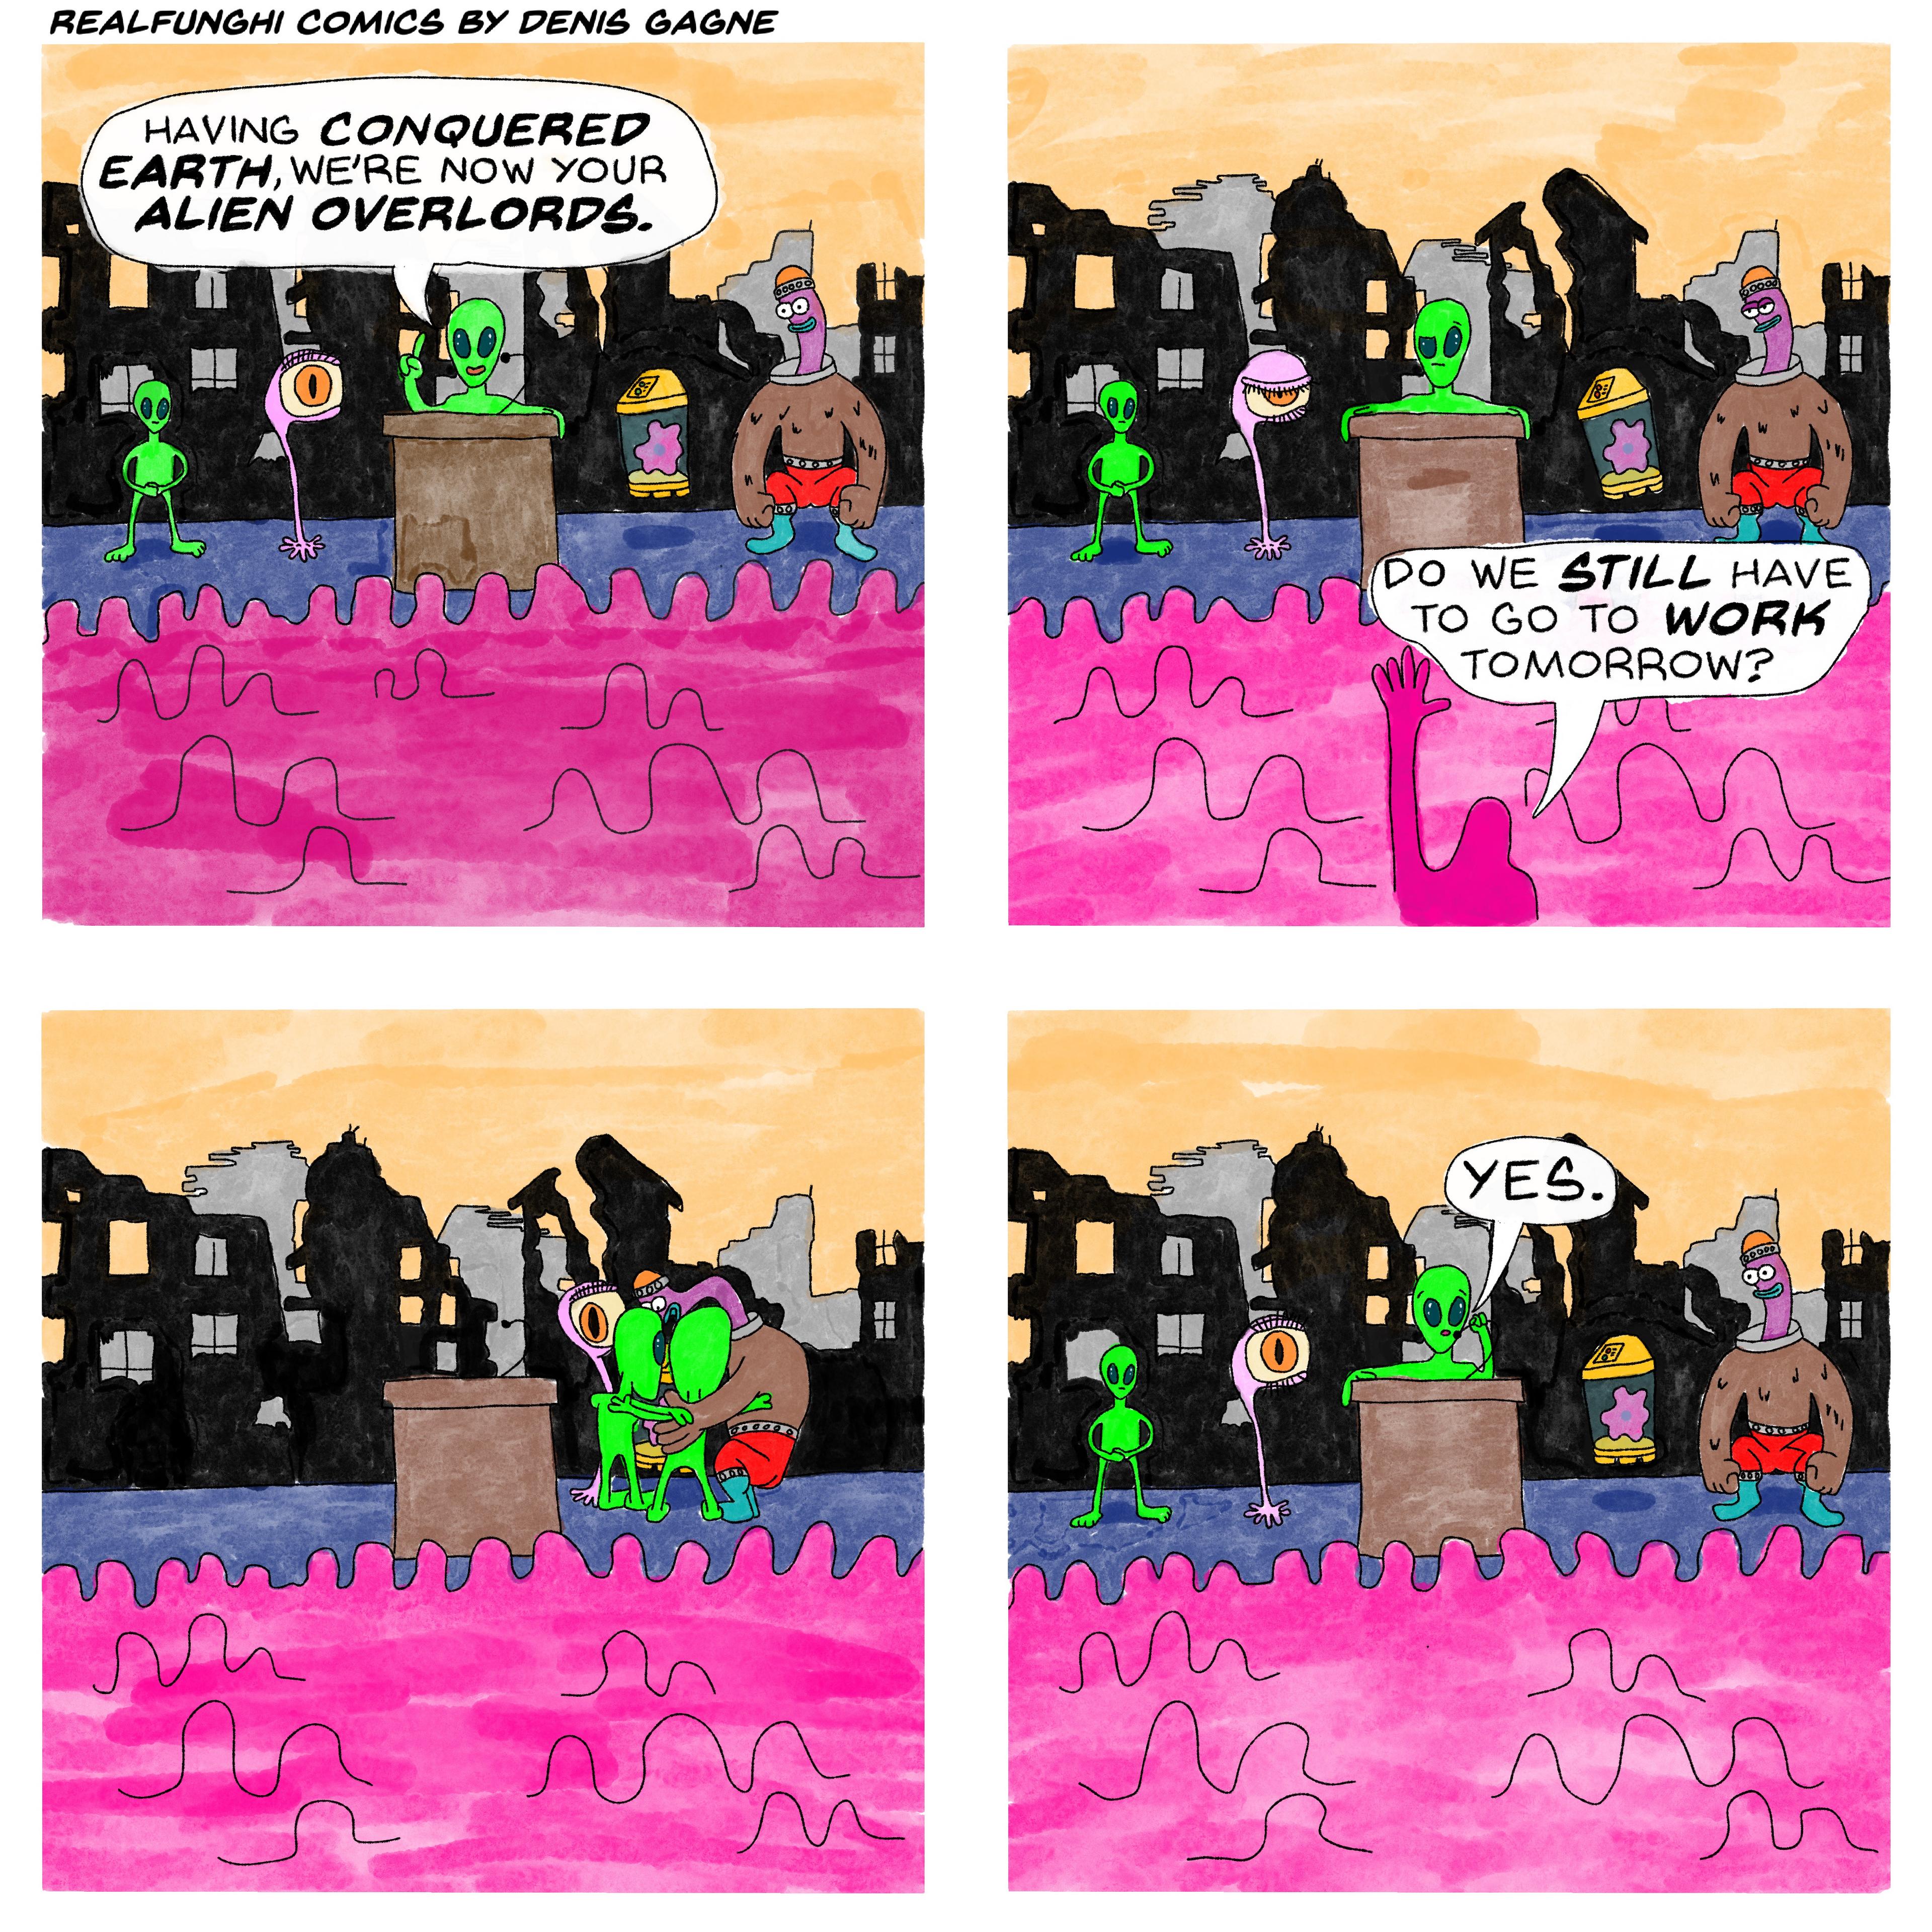 REALFUNGHI COMICS BY DENIS GAGNE
HAVING CONQUERED
EARTH, WE'RE NOW YOUR
ALIEN OVERLORDS.
DO WE STILL HAVE
TO GO TO WORK
TOMORROW?
YES.